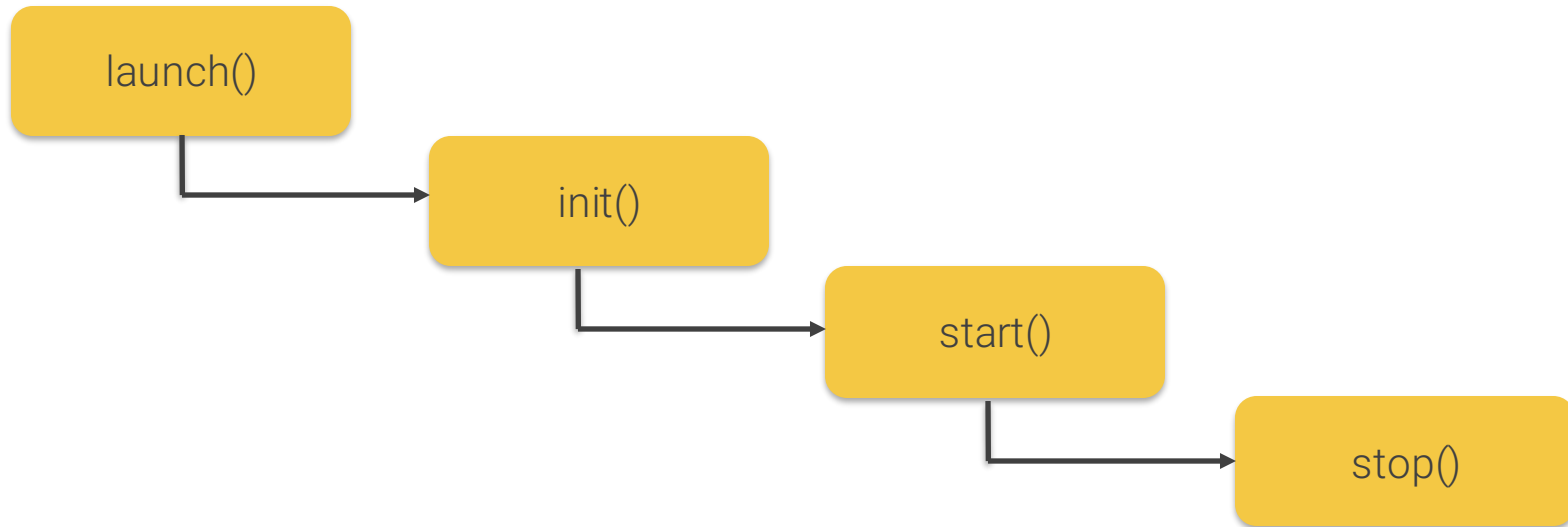 launch()
init()
start()
stop()